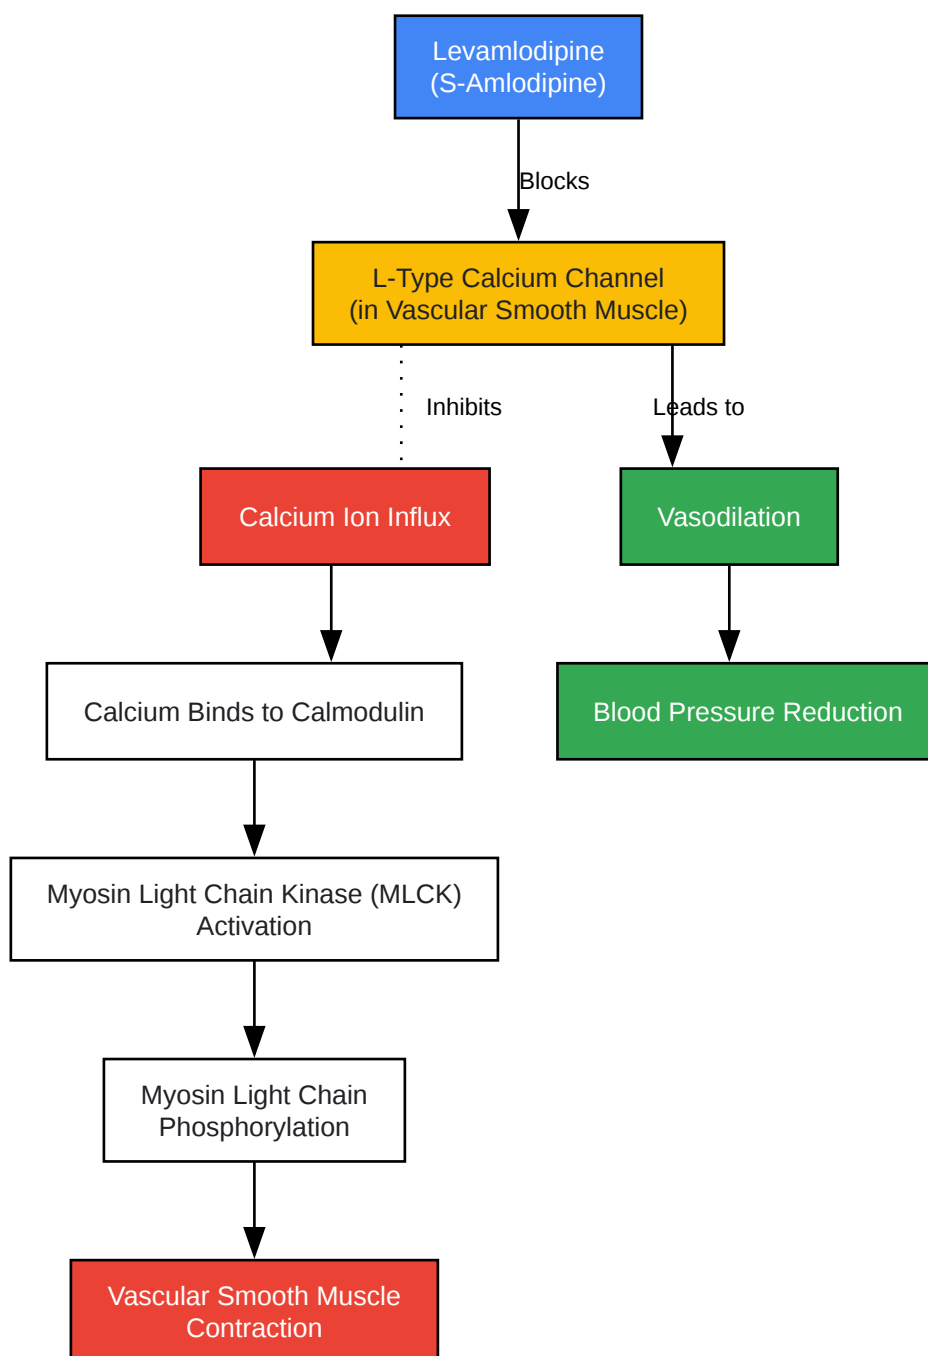 Levamlodipine
(S-Amlodipine)
Blocks
L-Type Calcium Channel
(in Vascular Smooth Muscle)
Inhibits
Leads to
Calcium Ion Influx
Vasodilation
Calcium Binds to Calmodulin
Blood Pressure Reduction
Myosin Light Chain Kinase (MLCK)
Activation
Myosin Light Chain
Phosphorylation
Vascular Smooth Muscle
Contraction